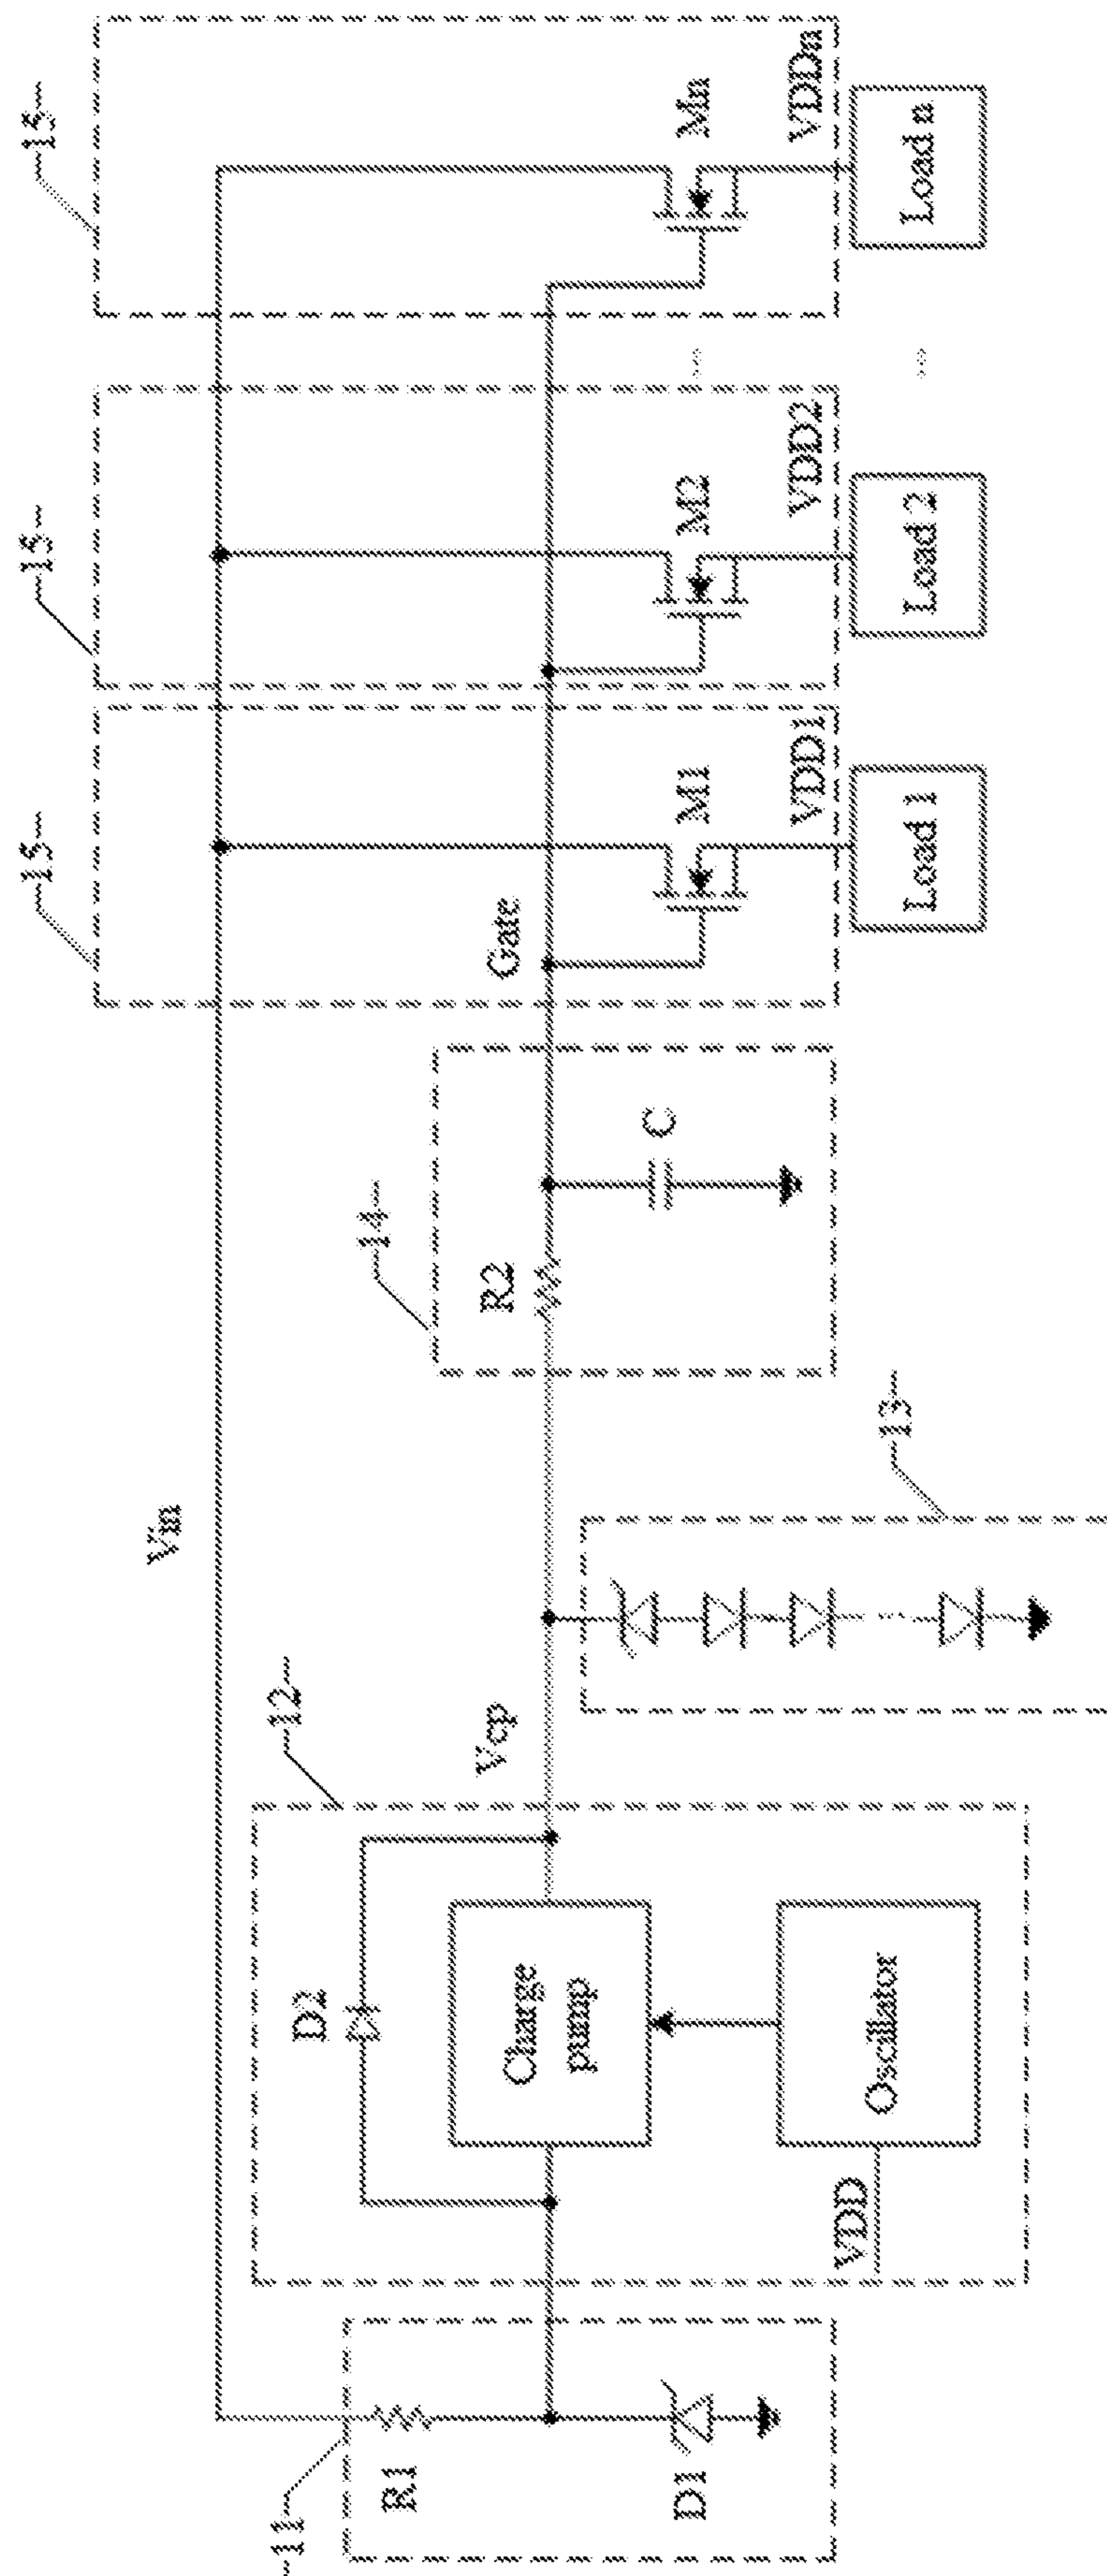 15
15
15
Vin
Gate
M1
M2
Mn
VDD1
VDD2
VDDn
Load 1
Load 2
Load n
14
R2
C
13
12
Vcp
D2
Charge
pump
Oscillator
VDD
11
R1
D1